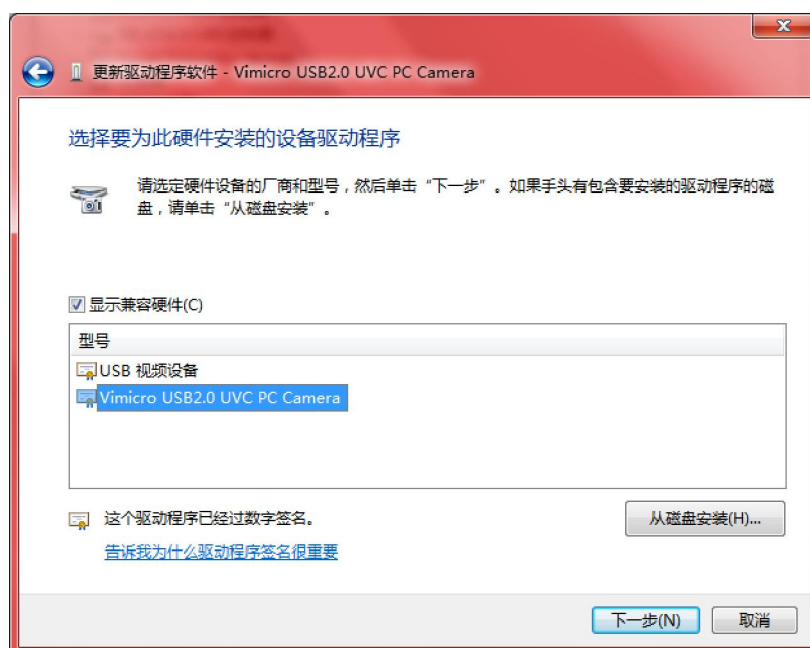 更新驱动程序软件 - Vimicro USB2.0 UVC PC Camera
选择要为此硬件安装的设备驱动程序
请选定硬件设备的厂商和型号，然后单击“下一步”。如果手头有包含要安装的驱动程序的磁
盘，请单击“从磁盘安装”。
显示兼容硬件(C)
型号
USB 视频设备
Vimicro USB2.0 UVC PC Camera
这个驱动程序已经过数字签名。
从磁盘安装(H)...
告诉我为什么驱动程序签名很重要
下一步(N)
取消